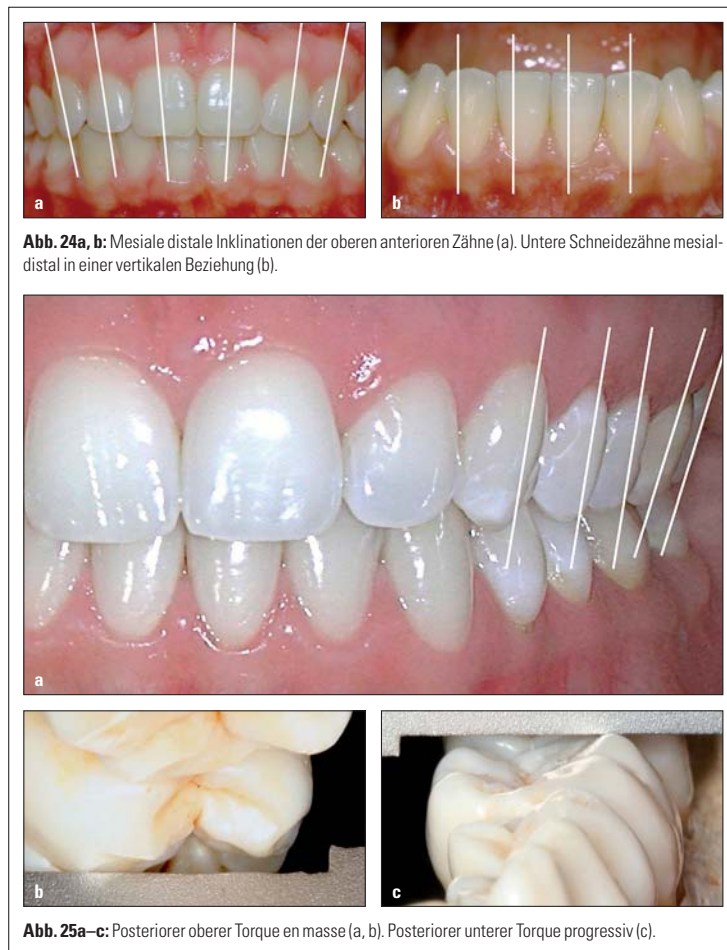 a
b
Abb. 24a, b: Mesiale distale Inklinationen der oberen anterioren Zähne (a). Untere Schneidezähne mesial-
distal in einer vertikalen Beziehung (b).
a
b
c
Abb. 25a–c: Posteriorer oberer Torque en masse (a, b). Posteriorer unterer Torque progressiv (c).